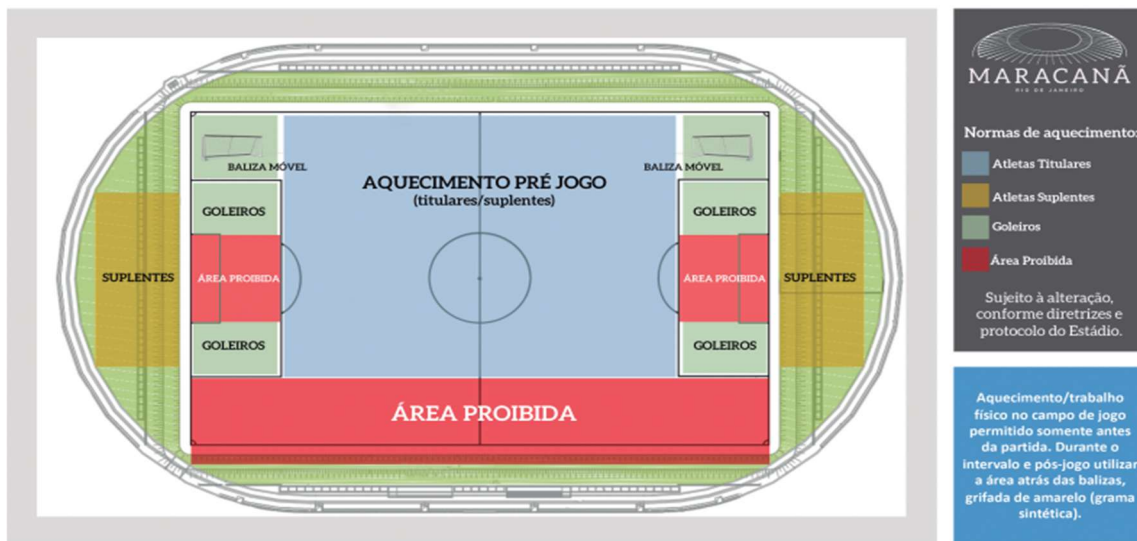 BALIZA MÓVEL
BALIZA MÓVEL
AQUECIMENTO PRÉ JOGO
(titulares/suplentes)
GOLEIROS
GOLEIROS
SUPLENTES
ÁREA PROIBIDA
ÁREA PROIBIDA
SUPLENTES
GOLEIROS
GOLEIROS
ÁREA PROIBIDA
MARACANÃ
RIO DE JANEIRO
Normas de aquecimento:
Atletas Titulares
Atletas Suplentes
Goleiros
Área Proibida
Sujeito à alteração,
conforme diretrizes e
protocolo do Estádio.
Aquecimento/trabalho
físico no campo de jogo
permitido somente antes
da partida. Durante o
intervalo e pós-jogo utilizar
a área atrás das balizas,
grifada de amarelo (grama
sintética).